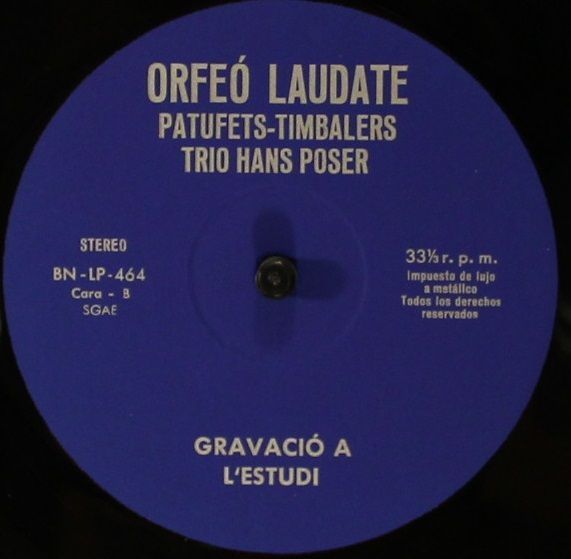 ORFEÓ LAUDATE
PATUFETS-TIMBALERS
TRIO HANS POSER
STEREO
BN-LP-464
Cara - B
SGAE
33⅓ r. p. m.
Impuesto de lujo
a metálico
Todos los derechos
reservados
GRAVACIÓ A
L'ESTUDI